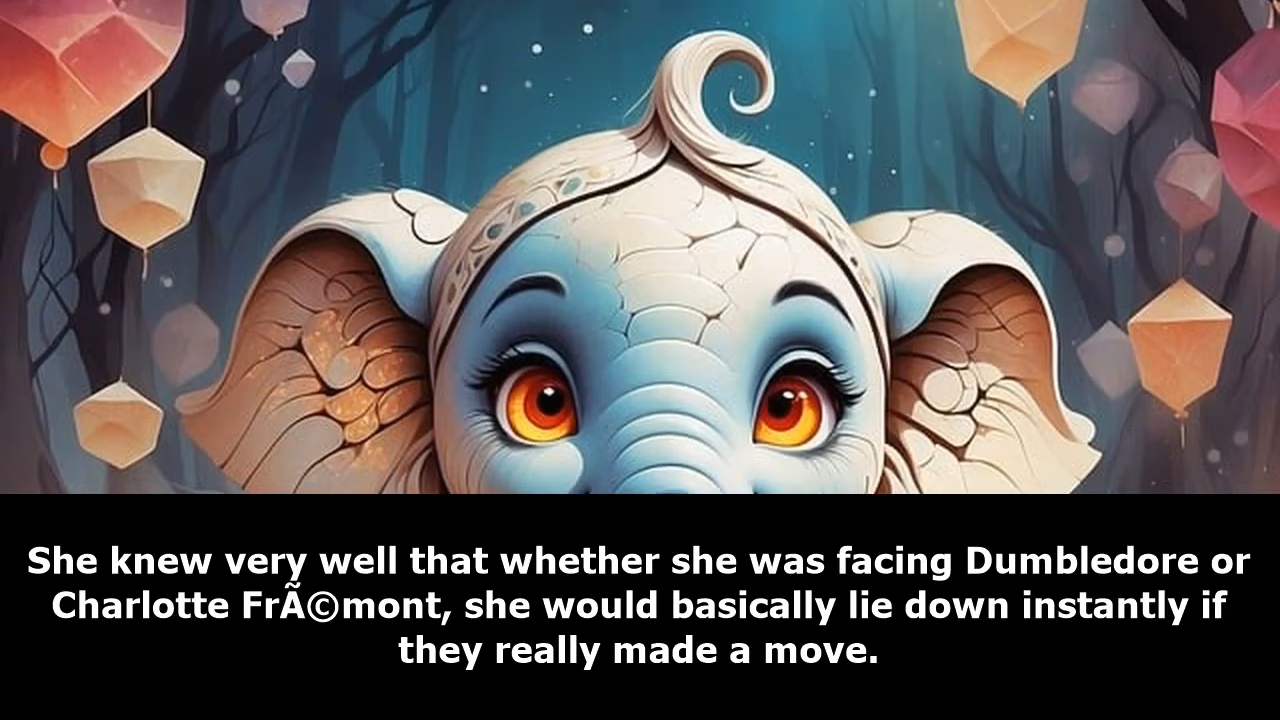 She knew very well that whether she was facing Dumbledore or
Charlotte FrÃ©mont, she would basically lie down instantly if
they really made a move.